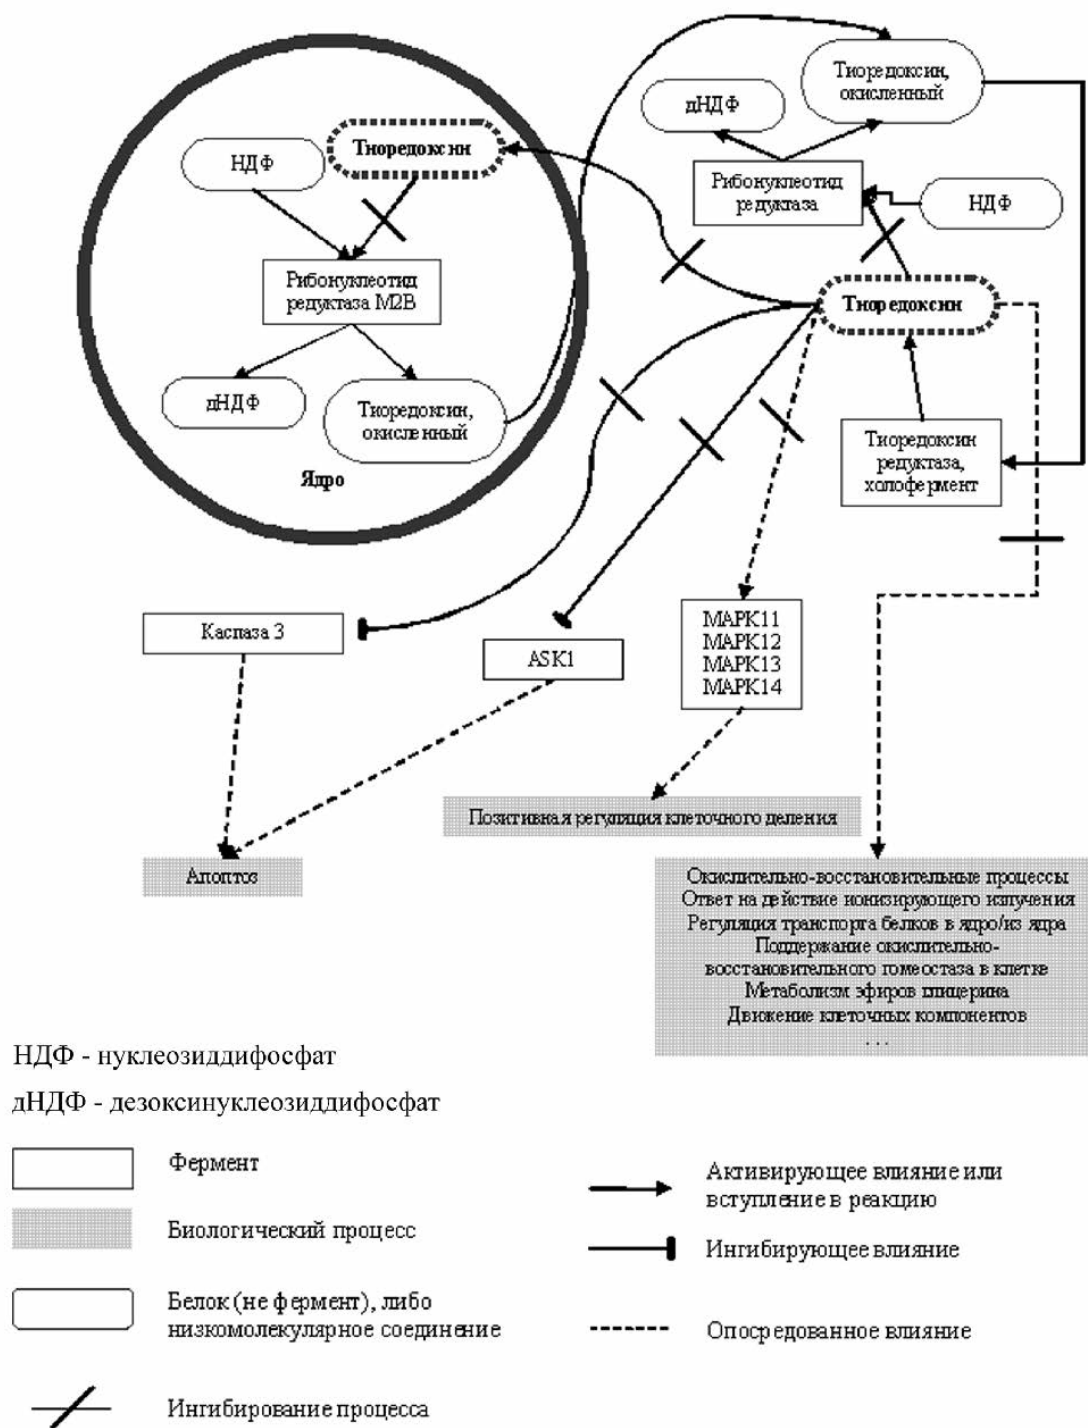 Тиоредоксин,
окисленный
дНДФ
НДФ
Тиоредоксин
Рибонуклеотид
редуктаза
НДФ
Рибонуклеотид
редуктаза М2В
Тиоредоксин
дНДФ
Тиоредоксин,
окисленный
Ядро
Тиоредоксин
редуктаза,
холофермент
Каспаза 3
ASK1
МАРК11
МАРК12
МАРК13
МАРК14
Позитивная регуляция клеточного деления
Апоптоз
Окислительно-восстановительные процессы
Ответ на действие ионизирующего излучения
Регуляция транспорта белков в ядро/из ядра
Поддержание окислительно-
восстановительного гомеостаза в клетке
Метаболизм эфиров глицерина
Движение клеточных компонентов
...
НДФ - нуклеозиддифосфат
дНДФ - дезоксинуклеозиддифосфат
Фермент
Биологический процесс
Белок (не фермент), либо
низкомолекулярное соединение
Ингибирование процесса
Активирующее влияние или
вступление в реакцию
Ингибирующее влияние
Опосредованное влияние